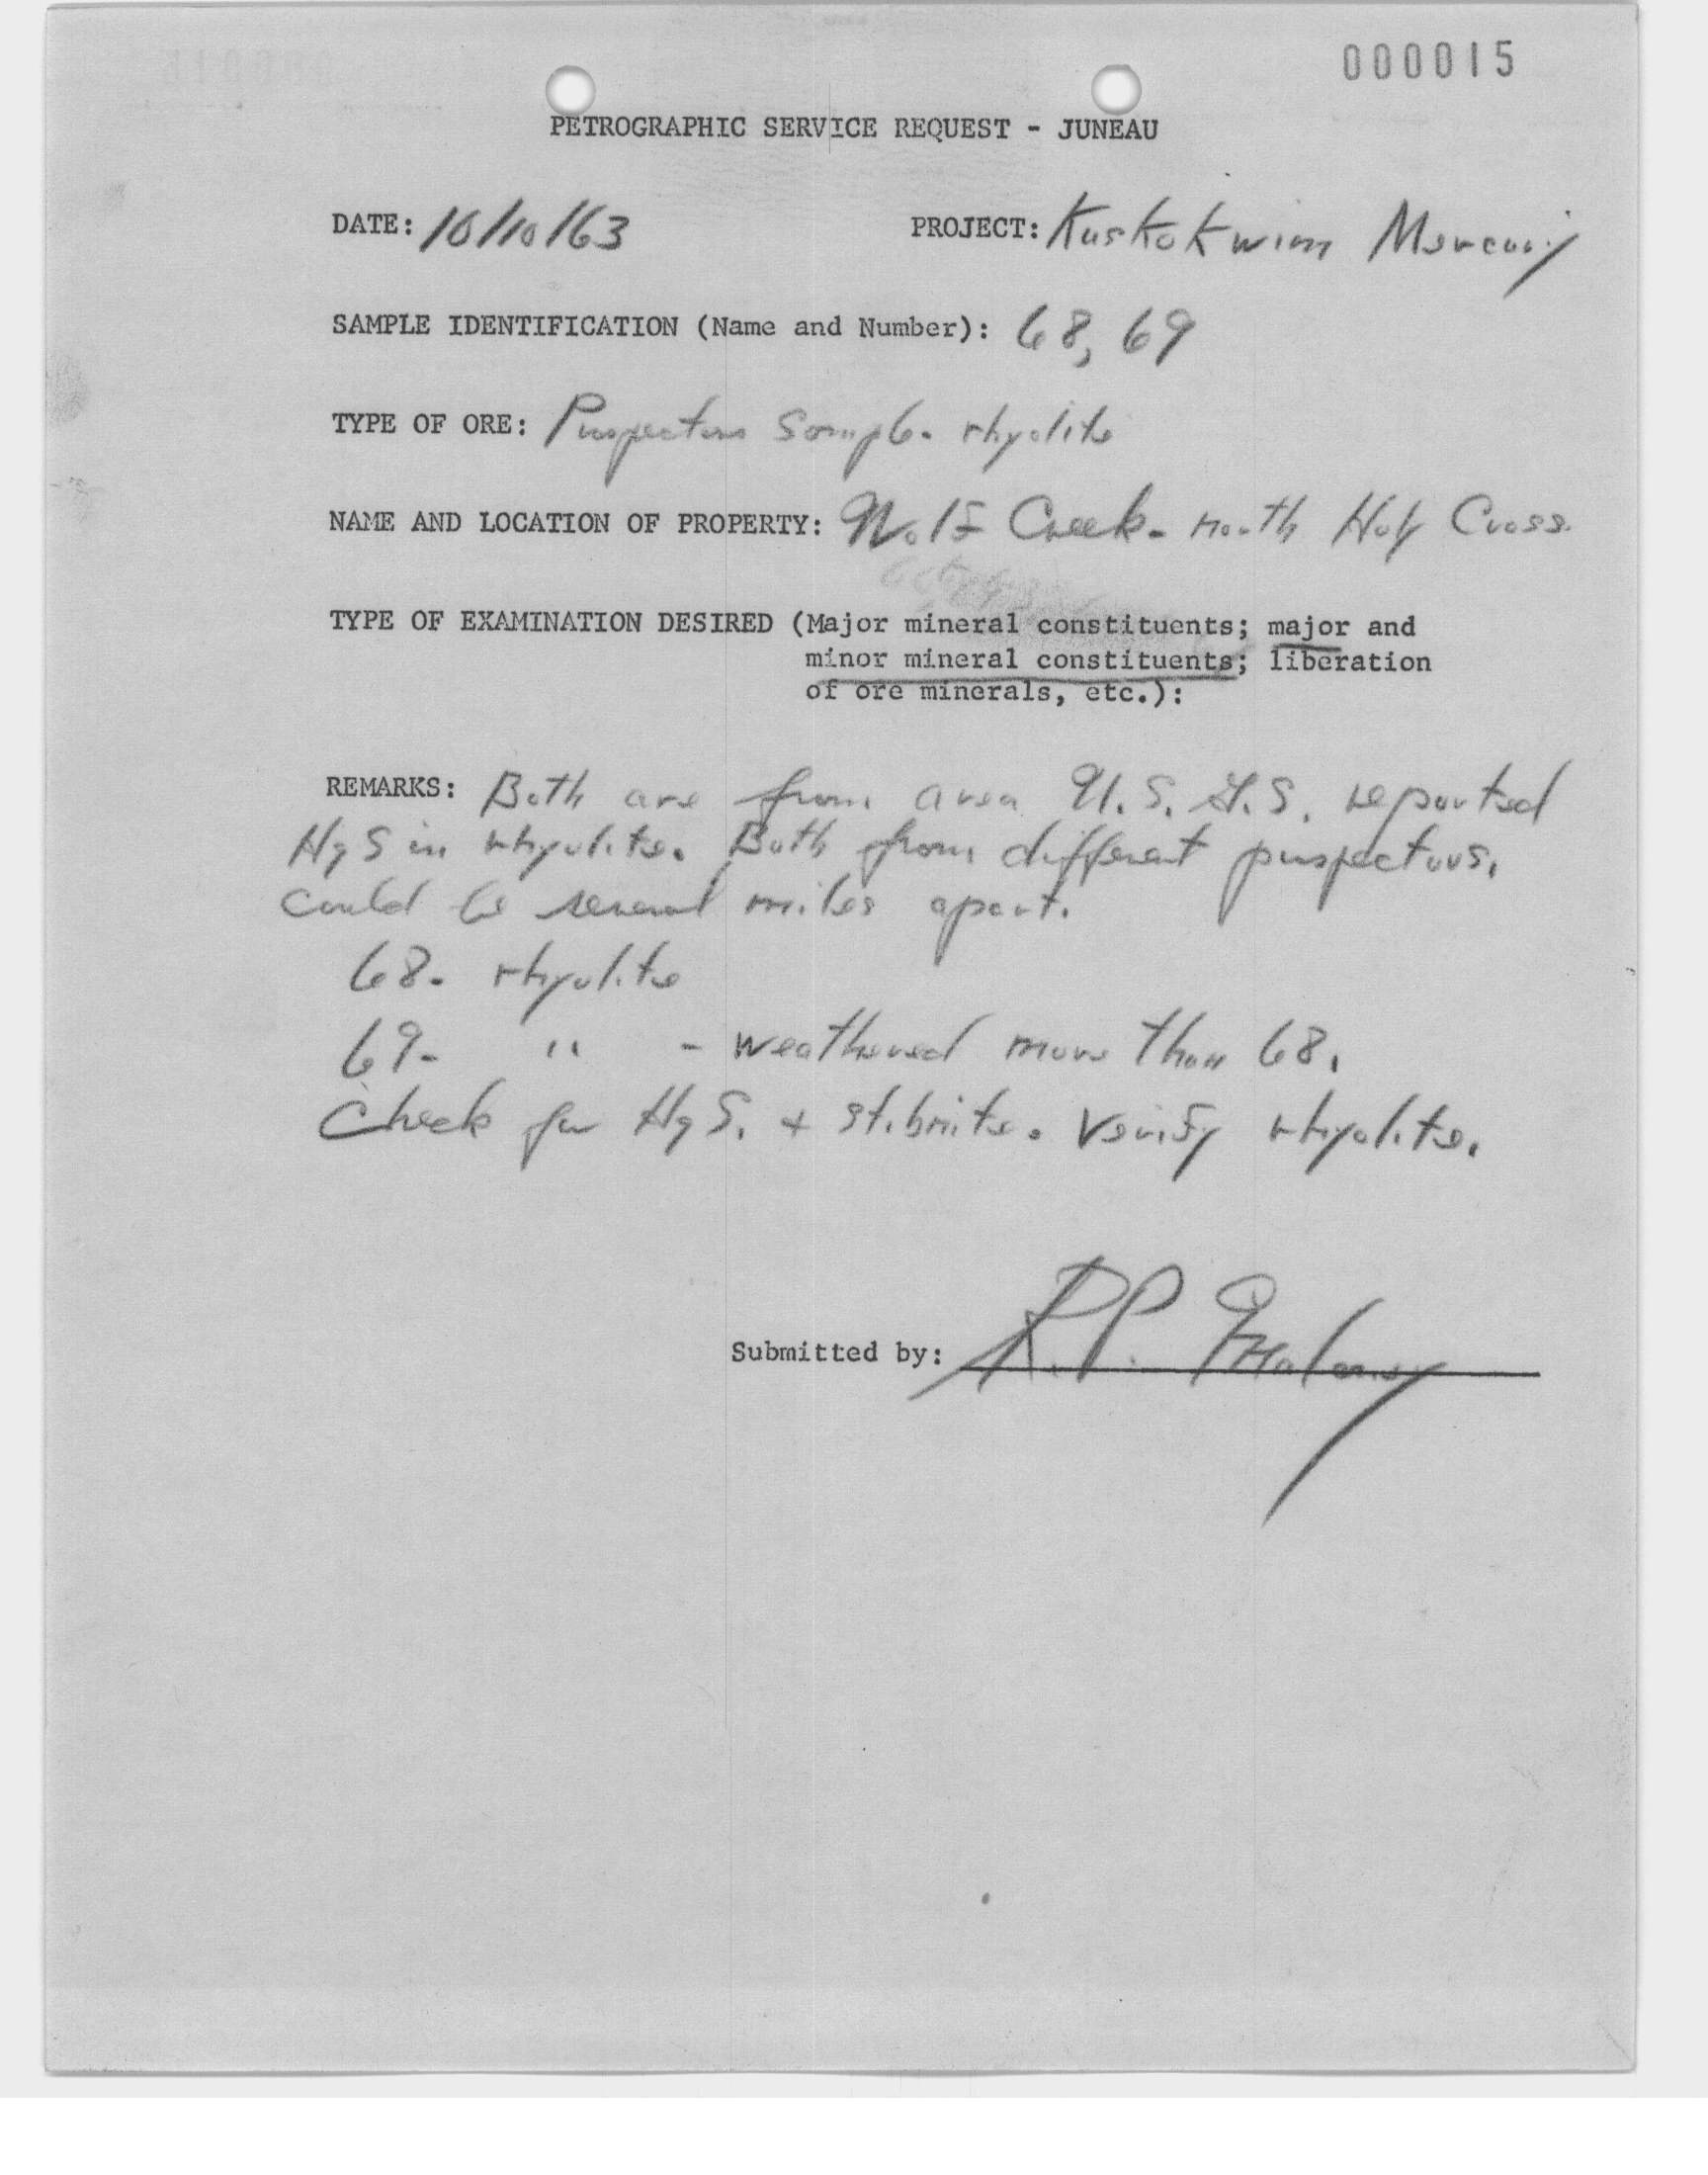 000015
PETROGRAPHIC SERVICE REQUEST - JUNEAU
DATE: 10/10/63 PROJECT: Kuskokwim Mercury
SAMPLE IDENTIFICATION (Name and Number): 68, 69
TYPE OF ORE: Prospectors Sample - rhyolite
NAME AND LOCATION OF PROPERTY: Wolf Creek - north Holy Cross.
TYPE OF EXAMINATION DESIRED (Major mineral constituents; major and
minor mineral constituents; liberation
of ore minerals, etc.):
REMARKS: Both are from area U.S.G.S. reported
HgS in rhyolite. Both from different prospectors,
could be several miles apart.
68- rhyolite
69- " - weathered more than 68.
Check for HgS. + stibnite. Verify rhyolite.
Submitted by: R.P. Maloney